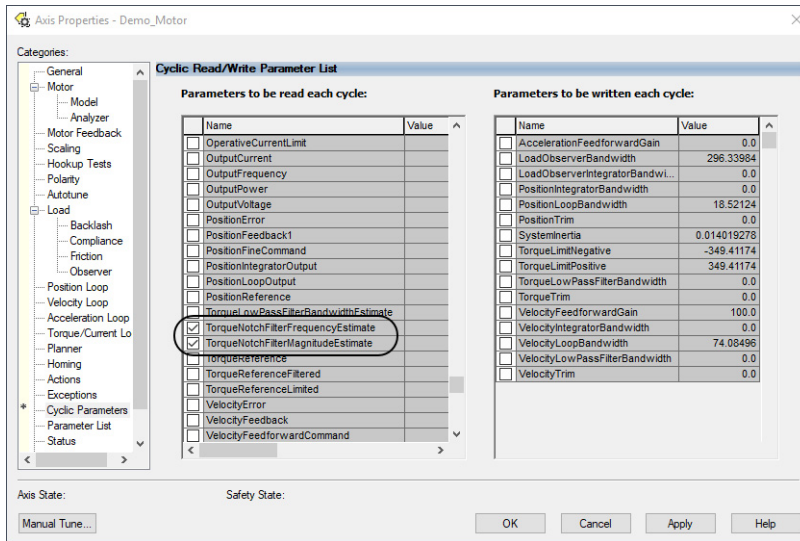 Axis Properties - Demo_Motor
Categories:
General
Motor
Model
Analyzer
Motor Feedback
Scaling
Hookup Tests
Polarity
Autotune
Load
Backlash
Compliance
Friction
Observer
Position Loop
Velocity Loop
Acceleration Loop
Torque/Current Lo
Planner
Homing
Actions
Exceptions
* Cyclic Parameters
Parameter List
Status
Cyclic Read/Write Parameter List
Parameters to be read each cycle:
Name Value
OperativeCurrentLimit
OutputCurrent
OutputFrequency
OutputPower
OutputVoltage
PositionError
PositionFeedback1
PositionFineCommand
PositionIntegratorOutput
PositionLoopOutput
PositionReference
TorqueLowPassFilterBandwidthEstimate
TorqueNotchFilterFrequencyEstimate
TorqueNotchFilterMagnitudeEstimate
TorqueReference
TorqueReferenceFiltered
TorqueReferenceLimited
VelocityError
VelocityFeedback
VelocityFeedforwardCommand
Parameters to be written each cycle:
Name Value
AccelerationFeedforwardGain 0.0
LoadObserverBandwidth 296.33984
LoadObserverIntegratorBandwi... 0.0
PositionIntegratorBandwidth 0.0
PositionLoopBandwidth 18.52124
PositionTrim 0.0
SystemInertia 0.014019278
TorqueLimitNegative -349.41174
TorqueLimitPositive 349.41174
TorqueLowPassFilterBandwidth 0.0
TorqueTrim 0.0
VelocityFeedforwardGain 100.0
VelocityIntegratorBandwidth 0.0
VelocityLoopBandwidth 74.08496
VelocityLowPassFilterBandwidth 0.0
VelocityTrim 0.0
Axis State: Safety State:
Manual Tune... OK Cancel Apply Help